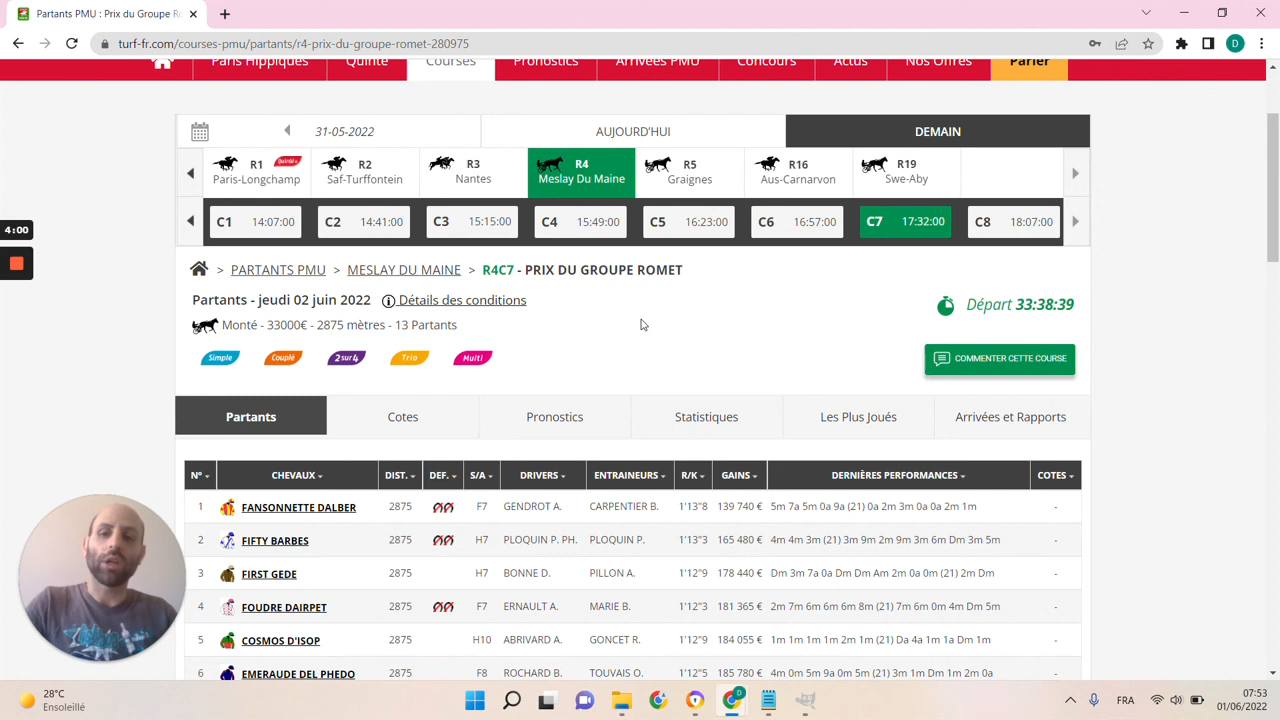 Partants PMU : Prix du Groupe Ro
turf-fr.com/courses-pmu/partants/r4-prix-du-groupe-romet-280975
D
Paris Hippiques Quinté Courses Pronostics Arrivées PMU Concours Actus Nos Offres Parier
31-05-2022 AUJOURD'HUI DEMAIN
R1 Quinté+ R2 R3 R4 R5 R16 R19
Paris-Longchamp Saf-Turffontein Nantes Meslay Du Maine Graignes Aus-Carnarvon Swe-Aby
C1 14:07:00 C2 14:41:00 C3 15:15:00 C4 15:49:00 C5 16:23:00 C6 16:57:00 C7 17:32:00 C8 18:07:00
4:00
> PARTANTS PMU > MESLAY DU MAINE > R4C7 - PRIX DU GROUPE ROMET
Partants - jeudi 02 juin 2022 Détails des conditions
Départ 33:38:39
Monté - 33000€ - 2875 mètres - 13 Partants
Simple Couplé 2sur4 Trio Multi
COMMENTER CETTE COURSE
Partants Cotes Pronostics Statistiques Les Plus Joués Arrivées et Rapports
N° CHEVAUX DIST. DEF. S/A DRIVERS ENTRAINEURS R/K GAINS DERNIÈRES PERFORMANCES COTES
1 FANSONNETTE DALBER 2875 F7 GENDROT A. CARPENTIER B. 1'13"8 139 740 € 5m 7a 5m 0a 9a (21) 0a 2m 3m 0a 0a 2m 1m -
2 FIFTY BARBES 2875 H7 PLOQUIN P. PH. PLOQUIN P. 1'13"3 165 480 € 4m 4m 3m (21) 3m 9m 2m 9m 3m 6m Dm 3m 5m -
3 FIRST GEDE 2875 H7 BONNE D. PILLON A. 1'12"9 178 440 € Dm 3m 7a 0a Dm Dm Am 2m 0a 0m (21) 2m Dm -
4 FOUDRE DAIRPET 2875 F7 ERNAULT A. MARIE B. 1'12"3 181 365 € 2m 7m 6m 6m 8m (21) 7m 6m 0m 4m Dm 5m -
5 COSMOS D'ISOP 2875 H10 ABRIVARD A. GONCET R. 1'12"9 184 055 € 1m 1m 1m 1m 2m 1m (21) Da 4a 1m 1a Dm 1m -
6 EMERAUDE DEL PHEDO 2875 F8 ROCHARD B. TOUVAIS O. 1'13"5 185 780 € 4m 0m 5m 9a 0m 5m (21) 3m 1m Dm 1m 2m 0a -
28°C
Ensoleillé
D
FRA
07:53
01/06/2022